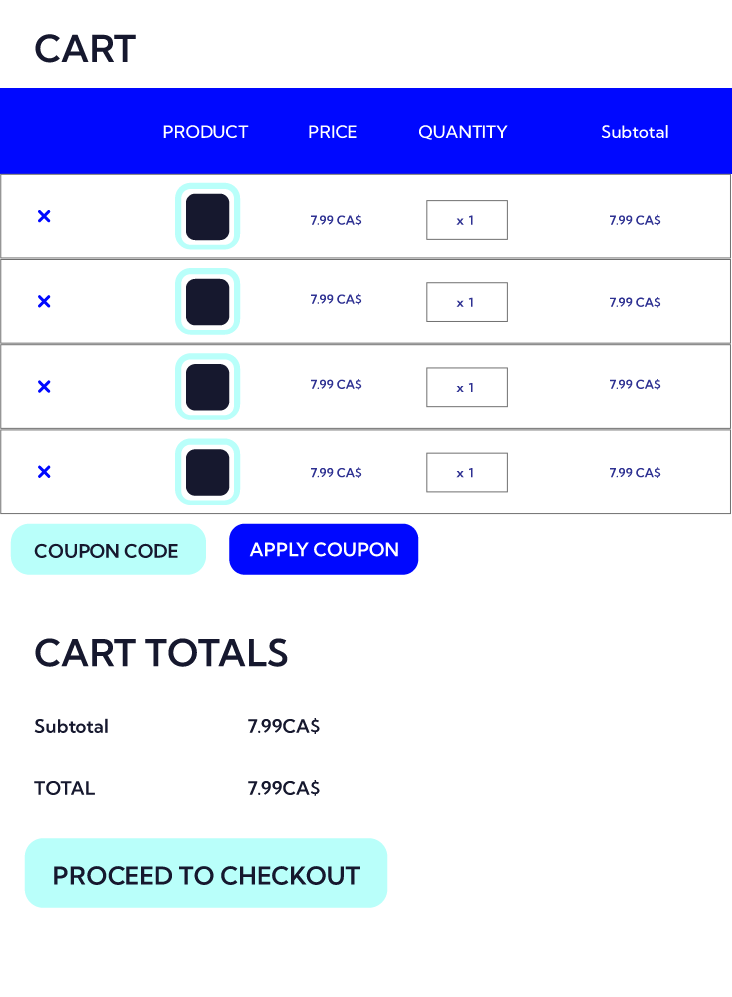 CART
PRODUCT PRICE QUANTITY Subtotal
× 7.99 CA$ x 1 7.99 CA$
× 7.99 CA$ x 1 7.99 CA$
× 7.99 CA$ x 1 7.99 CA$
× 7.99 CA$ x 1 7.99 CA$
COUPON CODE APPLY COUPON
CART TOTALS
Subtotal 7.99CA$
TOTAL 7.99CA$
PROCEED TO CHECKOUT